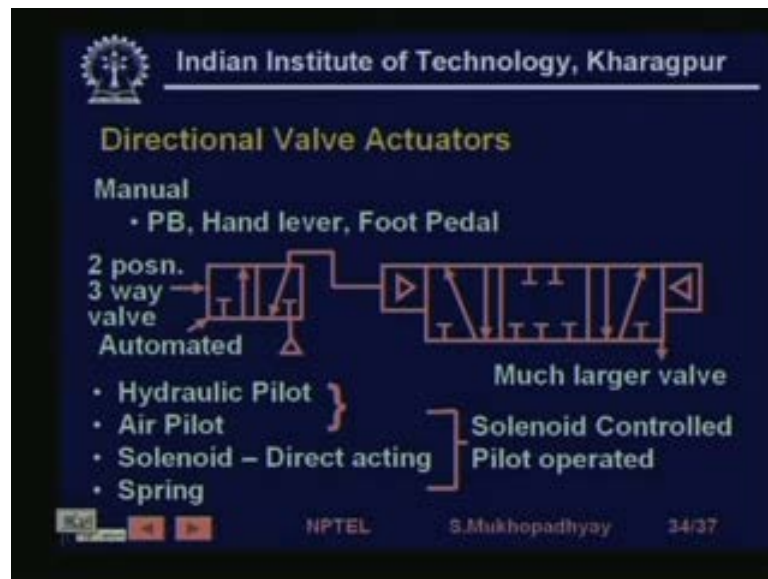 Indian Institute of Technology, Kharagpur
Directional Valve Actuators
Manual
• PB, Hand lever, Foot Pedal
2 posn.
3 way
valve
Automated
Much larger valve
• Hydraulic Pilot
• Air Pilot
• Solenoid – Direct acting
• Spring
Solenoid Controlled
Pilot operated
NPTEL S.Mukhopadhyay 34/37